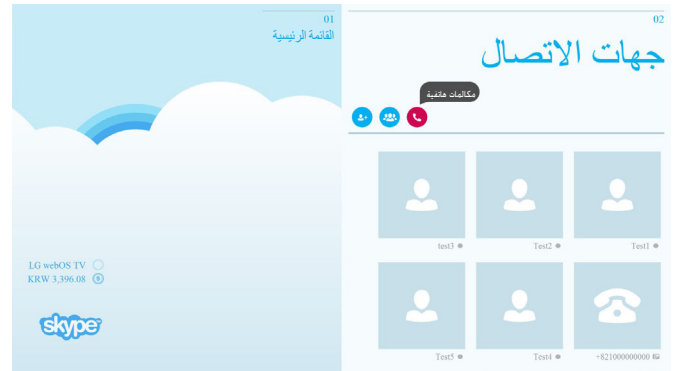 01
القائمة الرئيسية
LG webOS TV
KRW 3,396.08
skype
02
جهات الاتصال
مكالمات هاتفية
Test1
Test2
test3
+821000000000
Test4
Test5